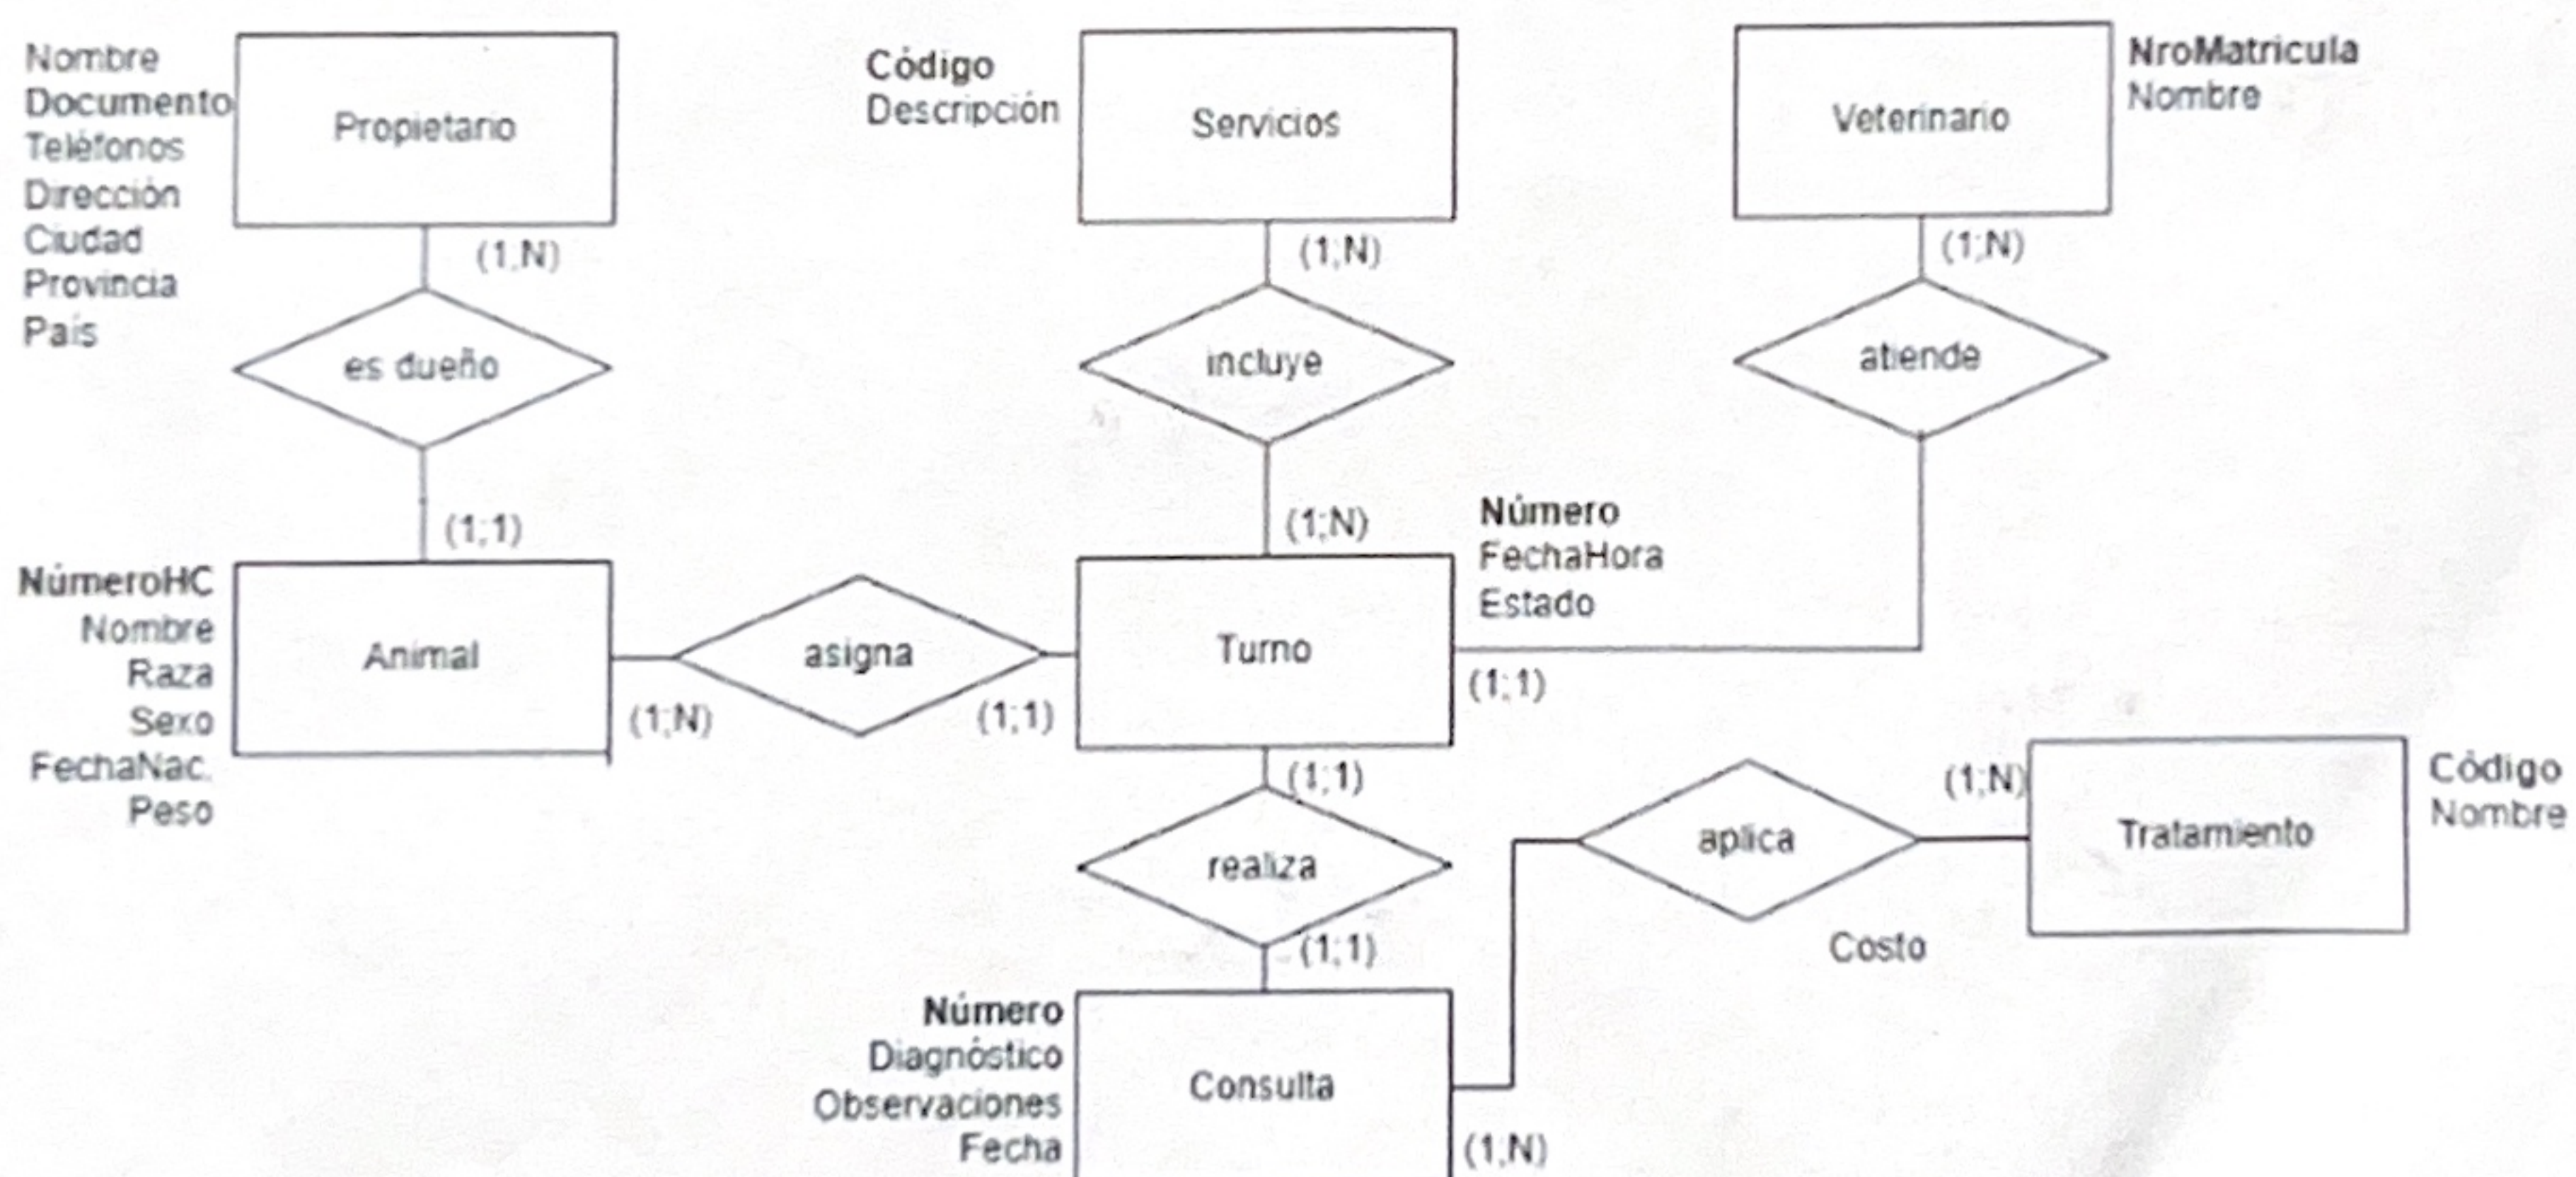 Nombre
Documento
Teléfonos
Dirección
Ciudad
Provincia
País
Propietario
(1;N)
es dueño
(1;1)
Código
Descripción
Servicios
(1;N)
incluye
(1;N)
NroMatricula
Nombre
Veterinario
(1;N)
atiende
NúmeroHC
Nombre
Raza
Sexo
FechaNac.
Peso
Animal
(1;N)
asigna
(1;1)
Turno
Número
FechaHora
Estado
(1;1)
(1;1)
realiza
(1;1)
Número
Diagnóstico
Observaciones
Fecha
Consulta
(1;N)
aplica
Costo
(1;N)
Tratamiento
Código
Nombre